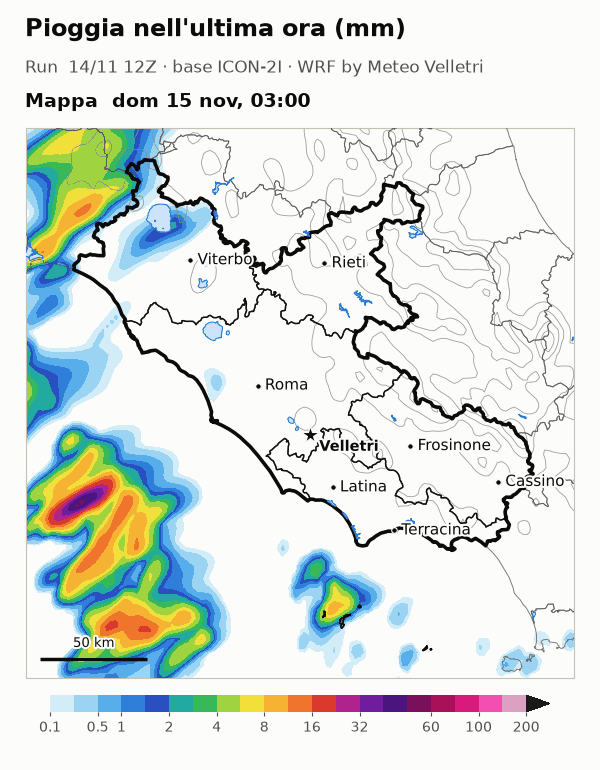 Pioggia nell'ultima ora (mm)
Run  14/11 12Z · base ICON-2I · WRF by Meteo Velletri
Mappa  dom 15 nov, 03:00
Viterbo
Rieti
Roma
Velletri
Frosinone
Latina
Cassino
Terracina
50 km
0.1 0.5 1 2 4 8 16 32 60 100 200